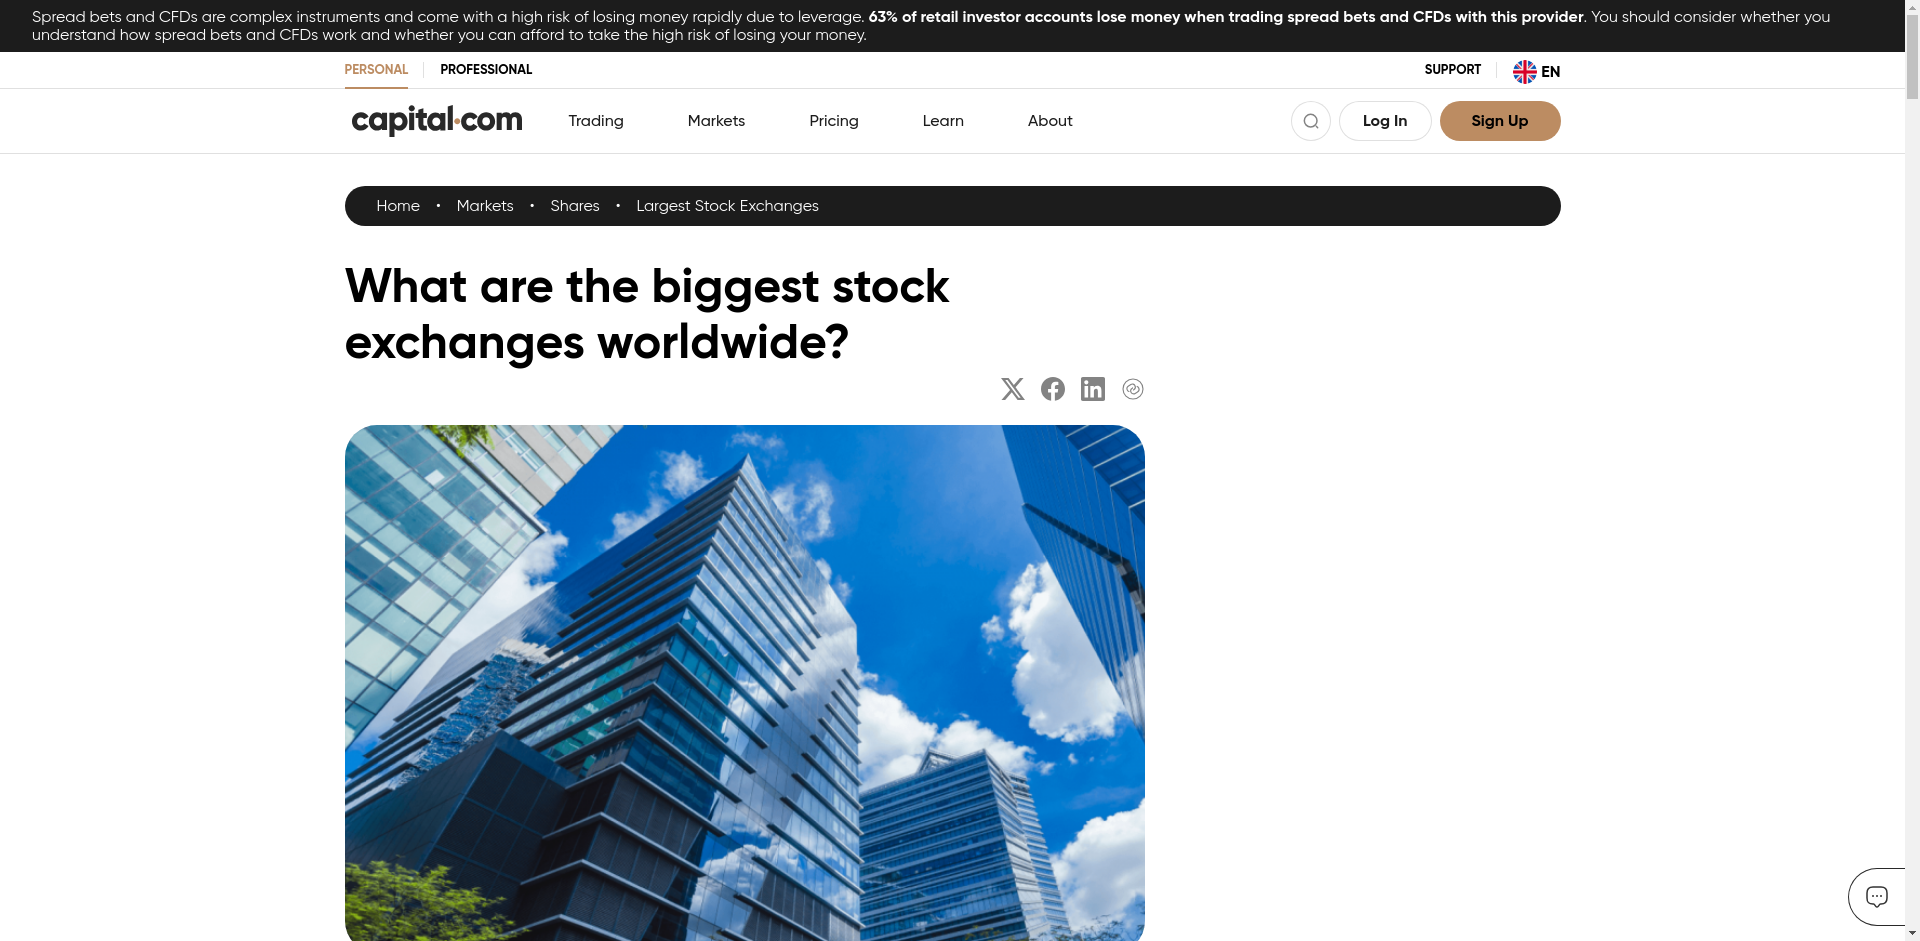 Spread bets and CFDs are complex instruments and come with a high risk of losing money rapidly due to leverage. 63% of retail investor accounts lose money when trading spread bets and CFDs with this provider. You should consider whether you
understand how spread bets and CFDs work and whether you can afford to take the high risk of losing your money.
PERSONAL PROFESSIONAL SUPPORT EN
capital.com Trading Markets Pricing Learn About Log In Sign Up
Home • Markets • Shares • Largest Stock Exchanges
What are the biggest stock
exchanges worldwide?